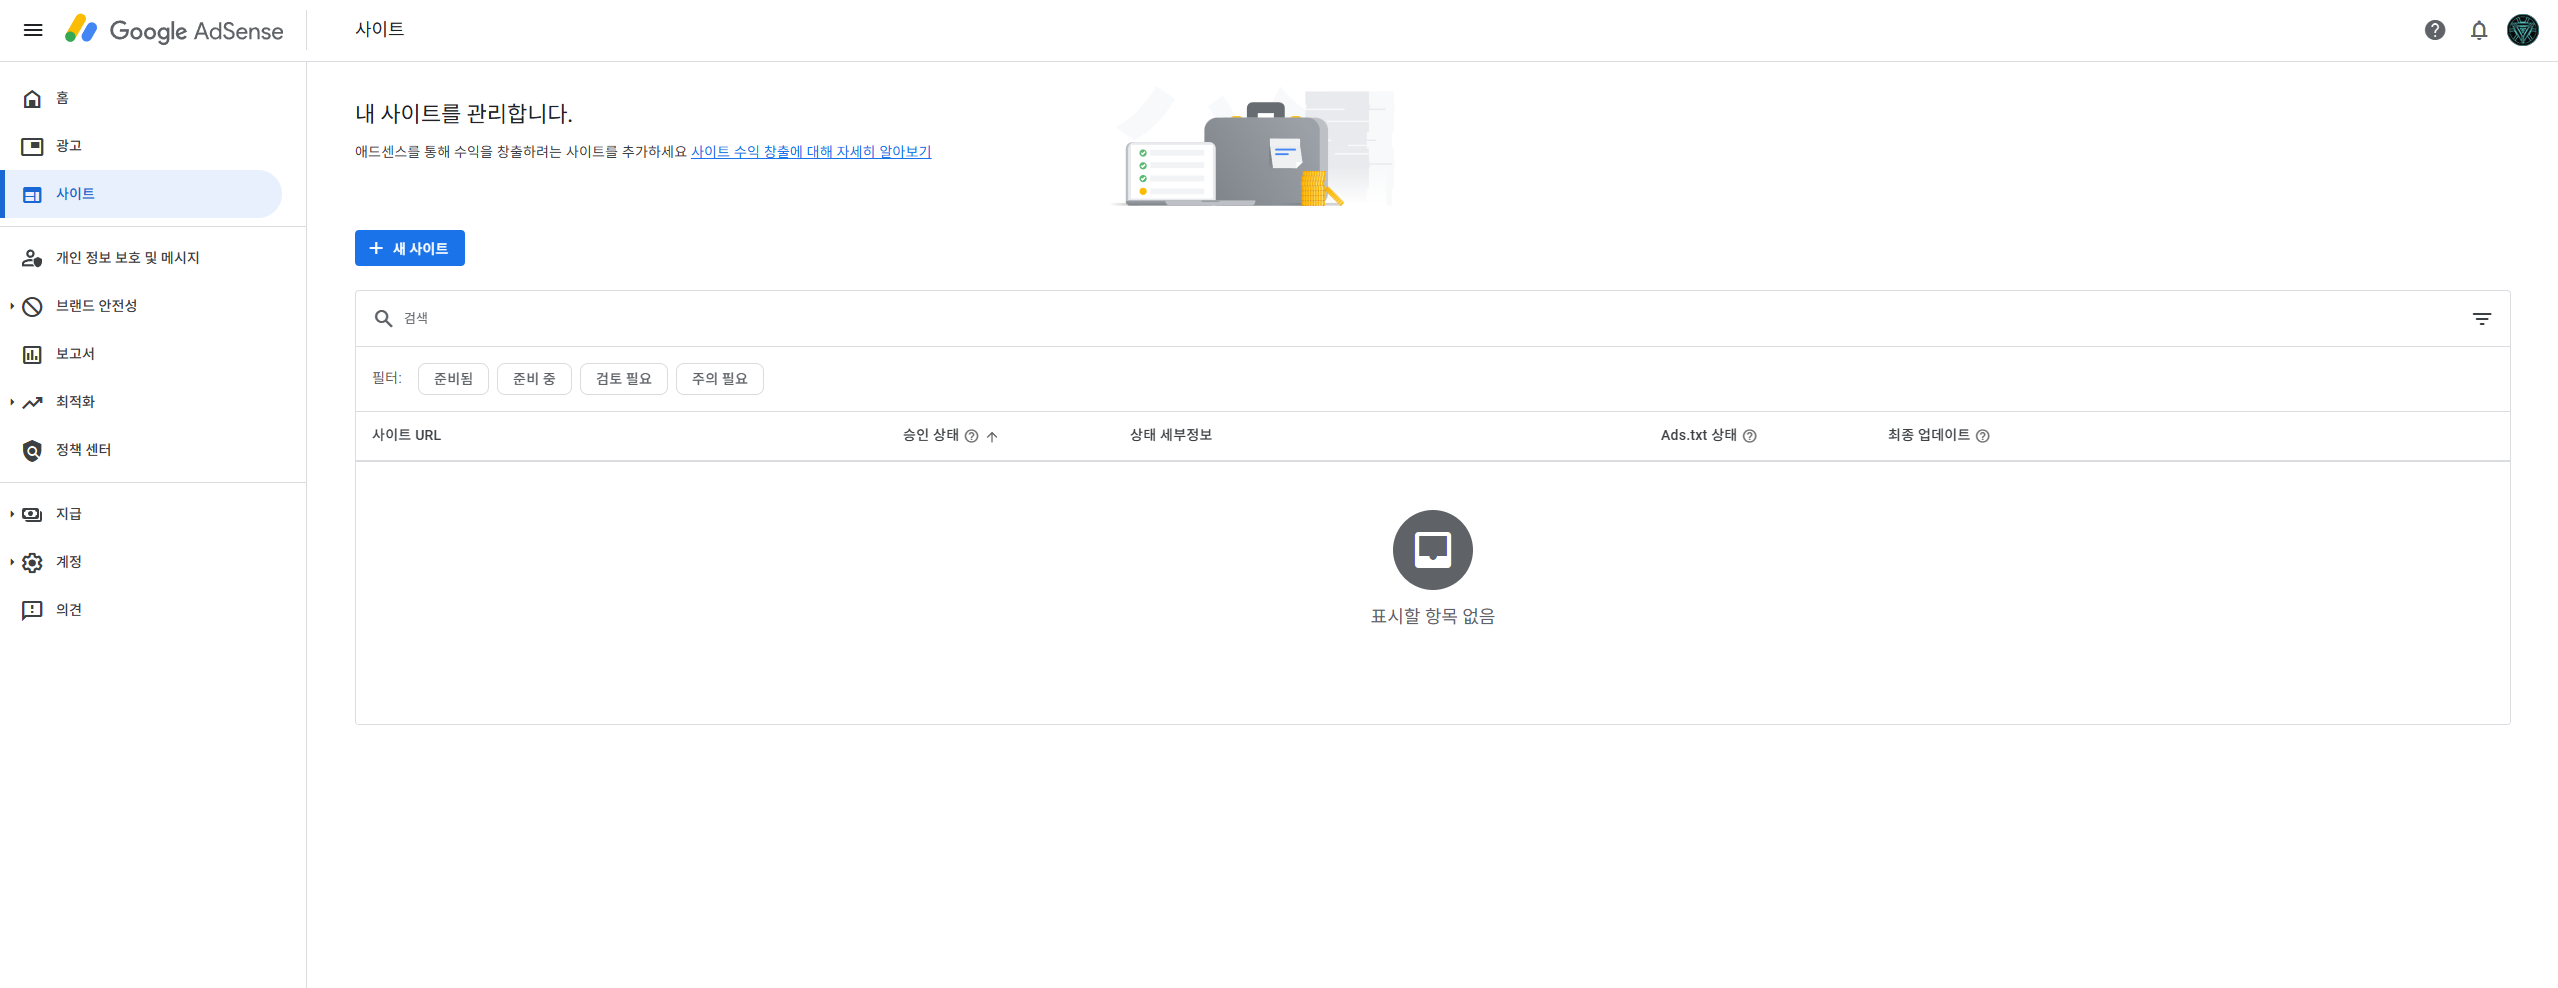 Google AdSense
사이트
홈
광고
사이트
개인 정보 보호 및 메시지
브랜드 안전성
보고서
최적화
정책 센터
지급
계정
의견
내 사이트를 관리합니다.
애드센스를 통해 수익을 창출하려는 사이트를 추가하세요 사이트 수익 창출에 대해 자세히 알아보기
새 사이트
검색
필터: 준비됨 준비 중 검토 필요 주의 필요
사이트 URL 승인 상태 상태 세부정보 Ads.txt 상태 최종 업데이트
표시할 항목 없음